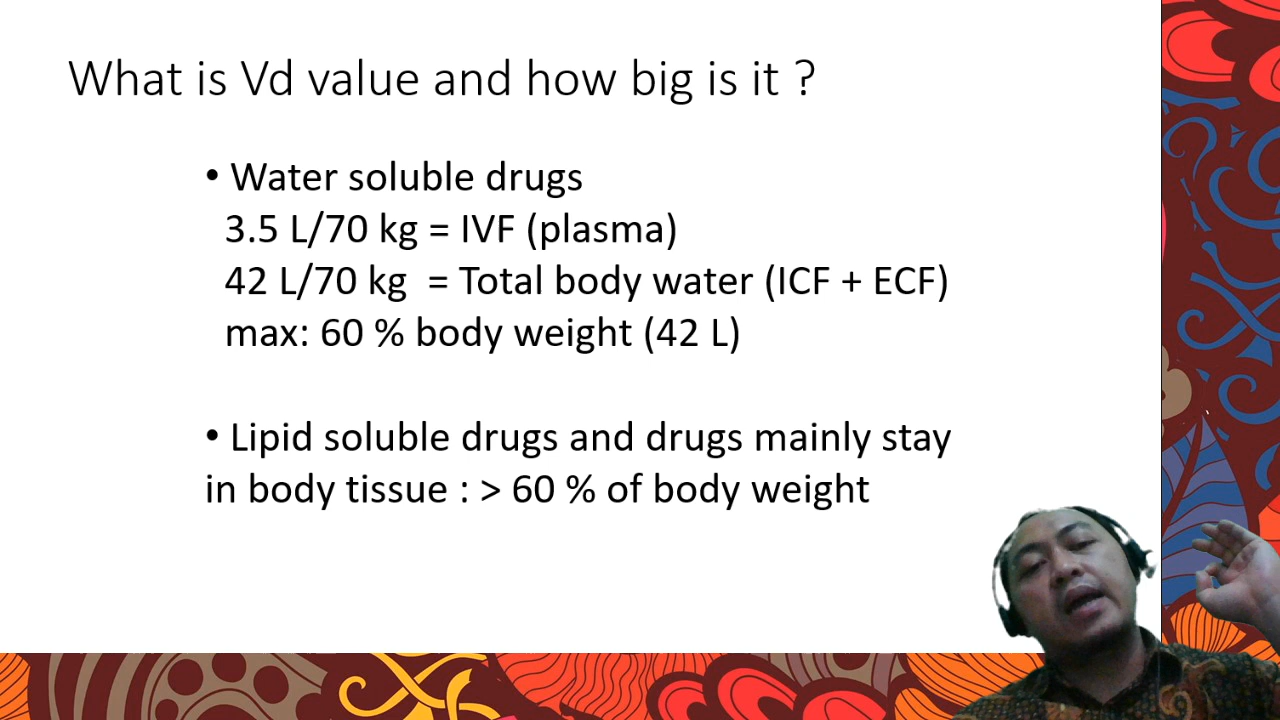 What is Vd value and how big is it ?
• Water soluble drugs
3.5 L/70 kg = IVF (plasma)
42 L/70 kg = Total body water (ICF + ECF)
max: 60 % body weight (42 L)
• Lipid soluble drugs and drugs mainly stay
in body tissue : > 60 % of body weight